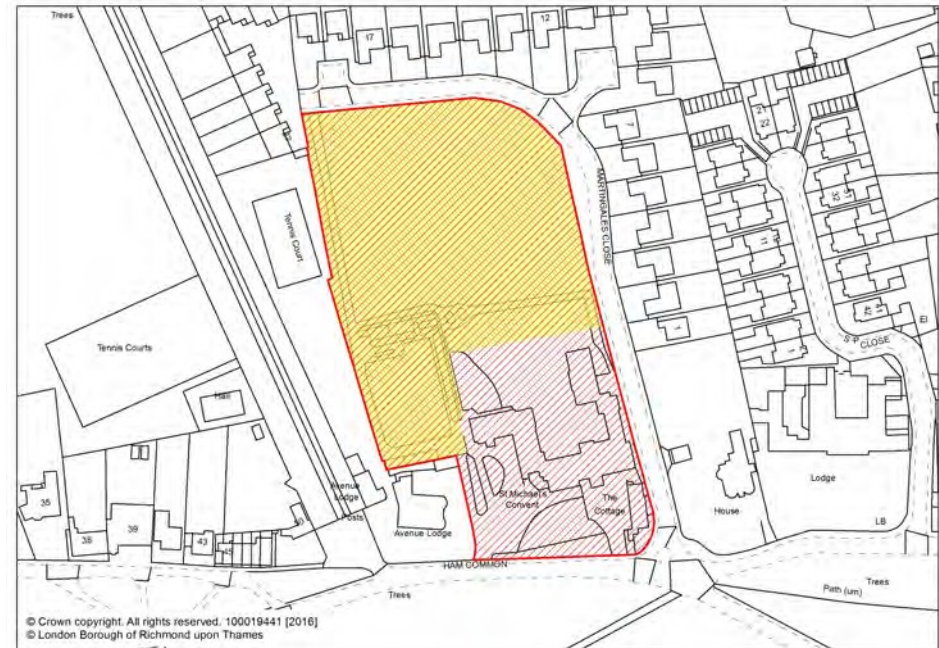 Trees
17
12
21
22
7
MARTINGALES CLOSE
32
31
Tennis Court
11
Tennis Courts
1
1
42
41
El
CLOSE
Hall
35
38
39
43
45
Avenue
Lodge
Posts
Avenue Lodge
St Michael's
Convent
The
Cottage
House
Lodge
LB
HAM COMMON
Trees
Path (um)
Trees
© Crown copyright. All rights reserved. 100019441 [2016]
© London Borough of Richmond upon Thames